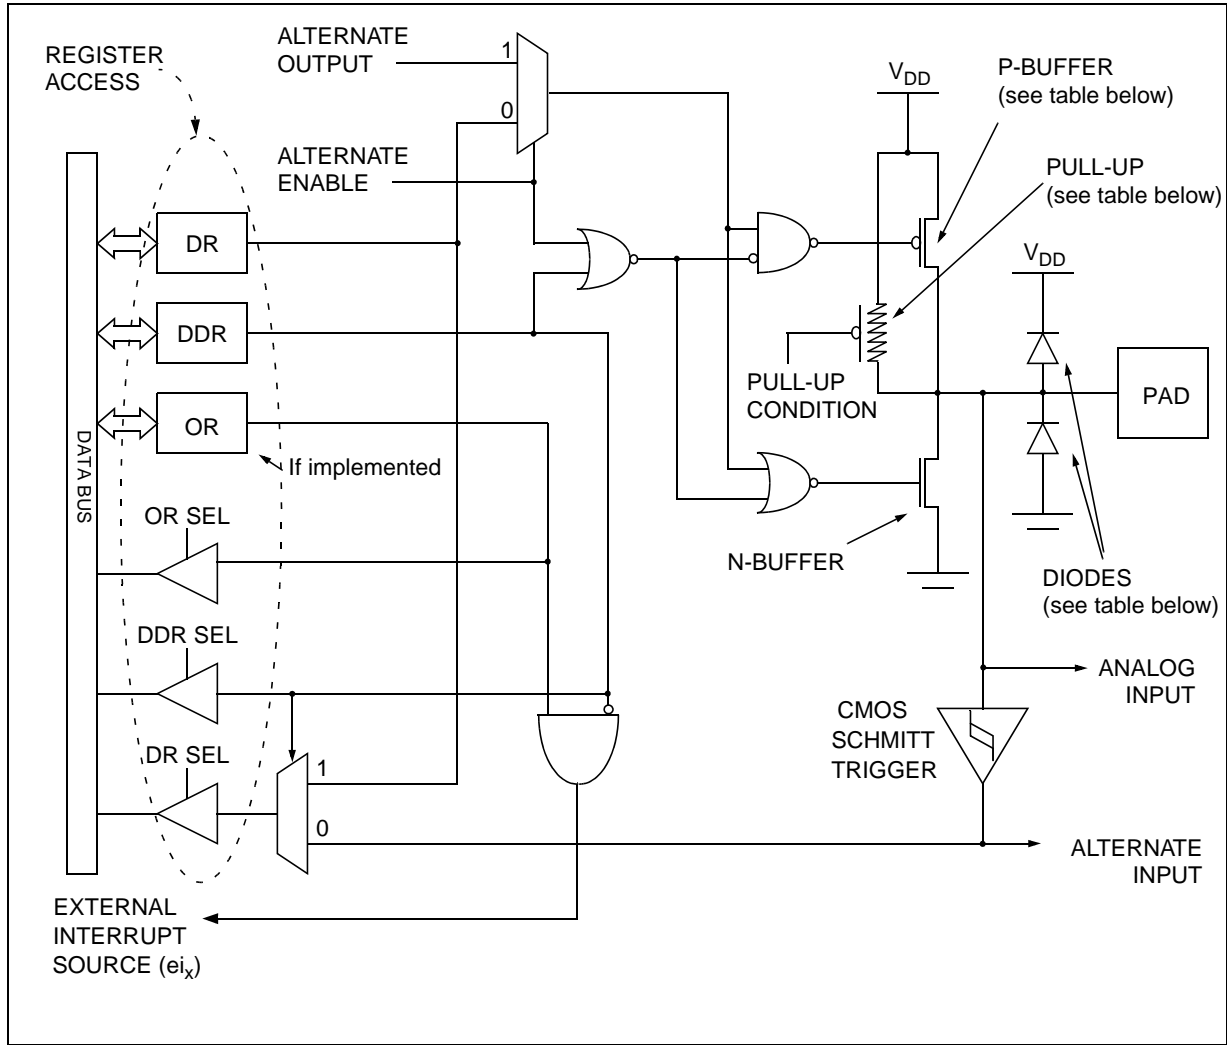 REGISTER
ACCESS
ALTERNATE
OUTPUT
1
0
ALTERNATE
ENABLE
VDD
P-BUFFER
(see table below)
PULL-UP
(see table below)
DR
DDR
OR
If implemented
DATA BUS
PULL-UP
CONDITION
VDD
PAD
N-BUFFER
DIODES
(see table below)
OR SEL
DDR SEL
DR SEL
1
0
ANALOG
INPUT
CMOS
SCHMITT
TRIGGER
ALTERNATE
INPUT
EXTERNAL
INTERRUPT
SOURCE (eix)